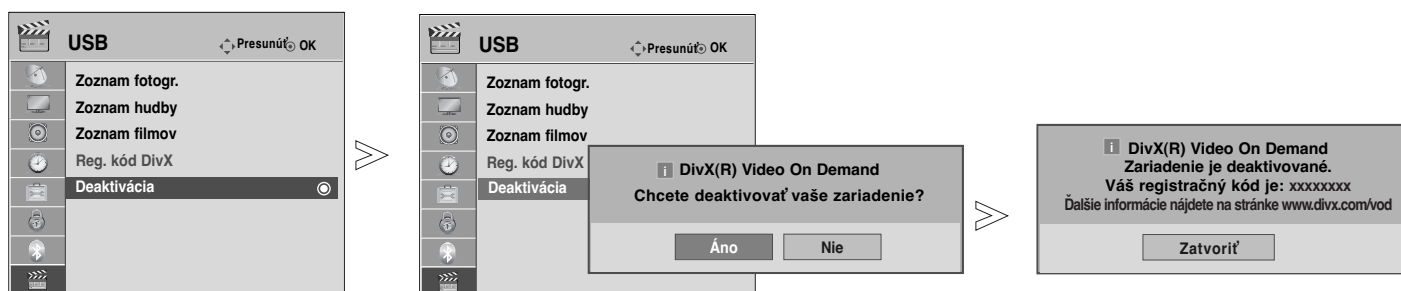 USB Presunúť OK
Zoznam fotogr.
Zoznam hudby
Zoznam filmov
Reg. kód DivX
Deaktivácia
USB Presunúť OK
Zoznam fotogr.
Zoznam hudby
Zoznam filmov
Reg. kód DivX
Deaktivácia
i DivX(R) Video On Demand
Chcete deaktivovať vaše zariadenie?
Áno Nie
i DivX(R) Video On Demand
Zariadenie je deaktivované.
Váš registračný kód je: xxxxxxxx
Ďalšie informácie nájdete na stránke www.divx.com/vod
Zatvoriť